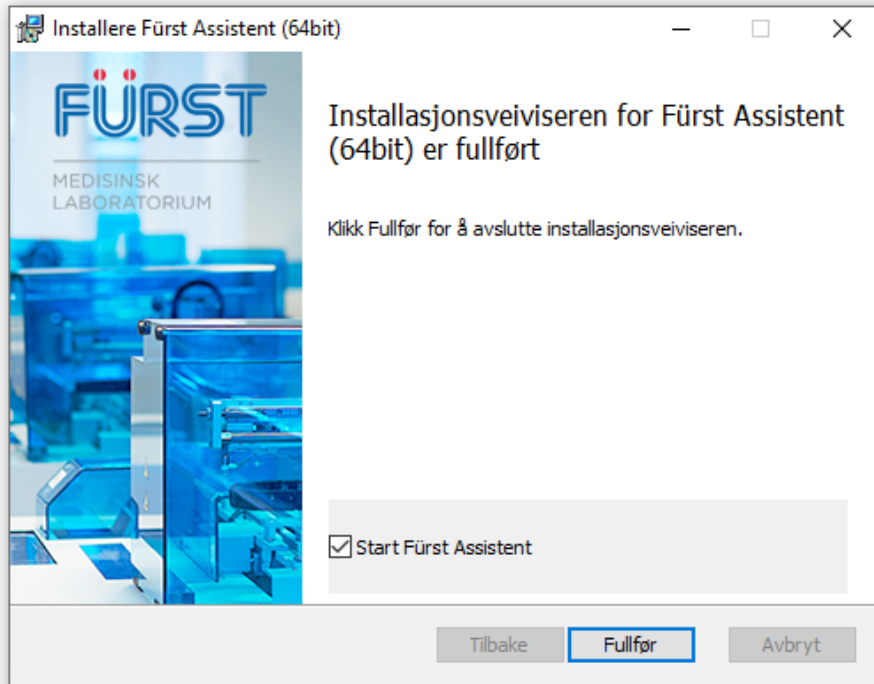 Installere Fürst Assistent (64bit)
FÜRST
MEDISINSK
LABORATORIUM
Installasjonsveiviseren for Fürst Assistent
(64bit) er fullført
Klikk Fullfør for å avslutte installasjonsveiviseren.
Start Fürst Assistent
Tilbake
Fullfør
Avbryt